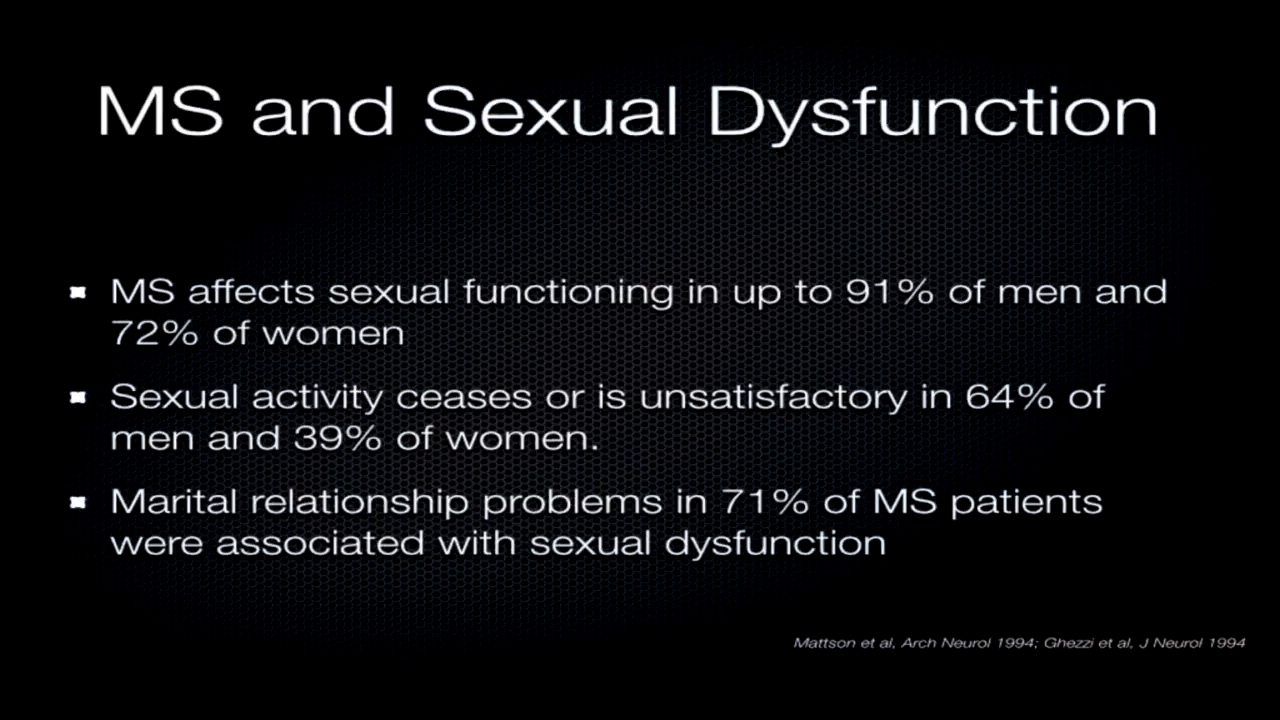 MS and Sexual Dysfunction
MS affects sexual functioning in up to 91% of men and
72% of women
Sexual activity ceases or is unsatisfactory in 64% of
men and 39% of women.
Marital relationship problems in 71% of MS patients
were associated with sexual dysfunction
Mattson et al, Arch Neurol 1994; Ghezzi et al, J Neurol 1994